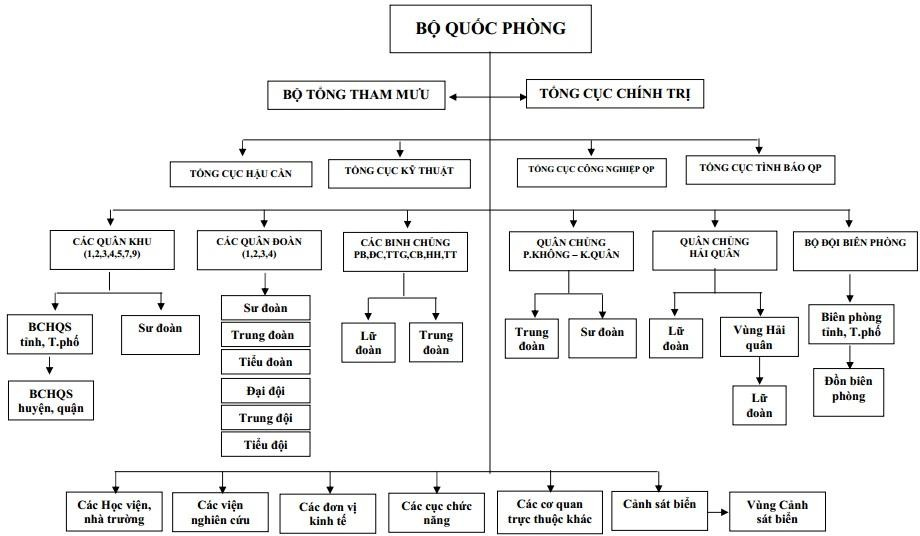 BỘ QUỐC PHÒNG
BỘ TỔNG THAM MƯU
TỔNG CỤC CHÍNH TRỊ
TỔNG CỤC HẬU CẦN
TỔNG CỤC KỸ THUẬT
TỔNG CỤC CÔNG NGHIỆP QP
TỔNG CỤC TÌNH BÁO QP
CÁC QUÂN KHU
(1,2,3,4,5,7,9)
CÁC QUÂN ĐOÀN
(1,2,3,4)
CÁC BINH CHỦNG
PB,ĐC,TTG,CB,HH,TT
QUÂN CHỦNG
P.KHÔNG – K.QUÂN
QUÂN CHỦNG
HẢI QUÂN
BỘ ĐỘI BIÊN PHÒNG
BCHQS
tỉnh, T.phố
Sư đoàn
BCHQS
huyện, quận
Sư đoàn
Trung đoàn
Tiểu đoàn
Đại đội
Trung đội
Tiểu đội
Lữ
đoàn
Trung
đoàn
Trung
đoàn
Sư đoàn
Lữ
đoàn
Vùng Hải
quân
Lữ
đoàn
Biên phòng
tỉnh, T.phố
Đồn biên
phòng
Các Học viện,
nhà trường
Các viện
nghiên cứu
Các đơn vị
kinh tế
Các cục chức
năng
Các cơ quan
trực thuộc khác
Cảnh sát biển
Vùng Cảnh
sát biển